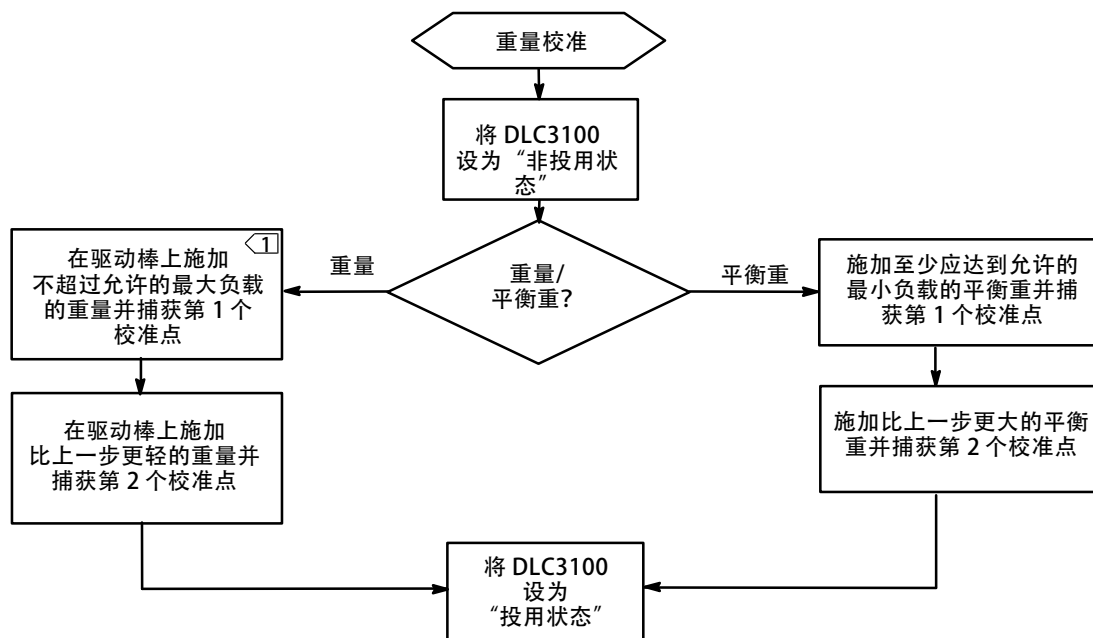 重量校准
将 DLC3100
设为“非投用状
态”
重量/
平衡重？
重量
平衡重
1
在驱动棒上施加
不超过允许的最大负载
的重量并捕获第 1 个
校准点
施加至少应达到允许的
最小负载的平衡重并捕
获第 1 个校准点
在驱动棒上施加
比上一步更轻的重量并
捕获第 2 个校准点
施加比上一步更大的平衡
重并捕获第 2 个校准点
将 DLC3100
设为
“投用状态”